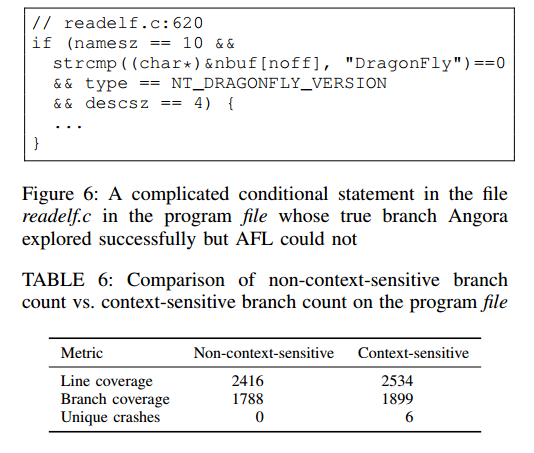 // readelf.c:620
if (namesz == 10 &&
strcmp((char*)&nbuf[noff], "DragonFly")==0
&& type == NT_DRAGONFLY_VERSION
&& descsz == 4) {
...
}
Figure 6: A complicated conditional statement in the file
readelf.c in the program file whose true branch Angora
explored successfully but AFL could not
TABLE 6: Comparison of non-context-sensitive branch
count vs. context-sensitive branch count on the program file
Metric Non-context-sensitive Context-sensitive
Line coverage 2416 2534
Branch coverage 1788 1899
Unique crashes 0 6